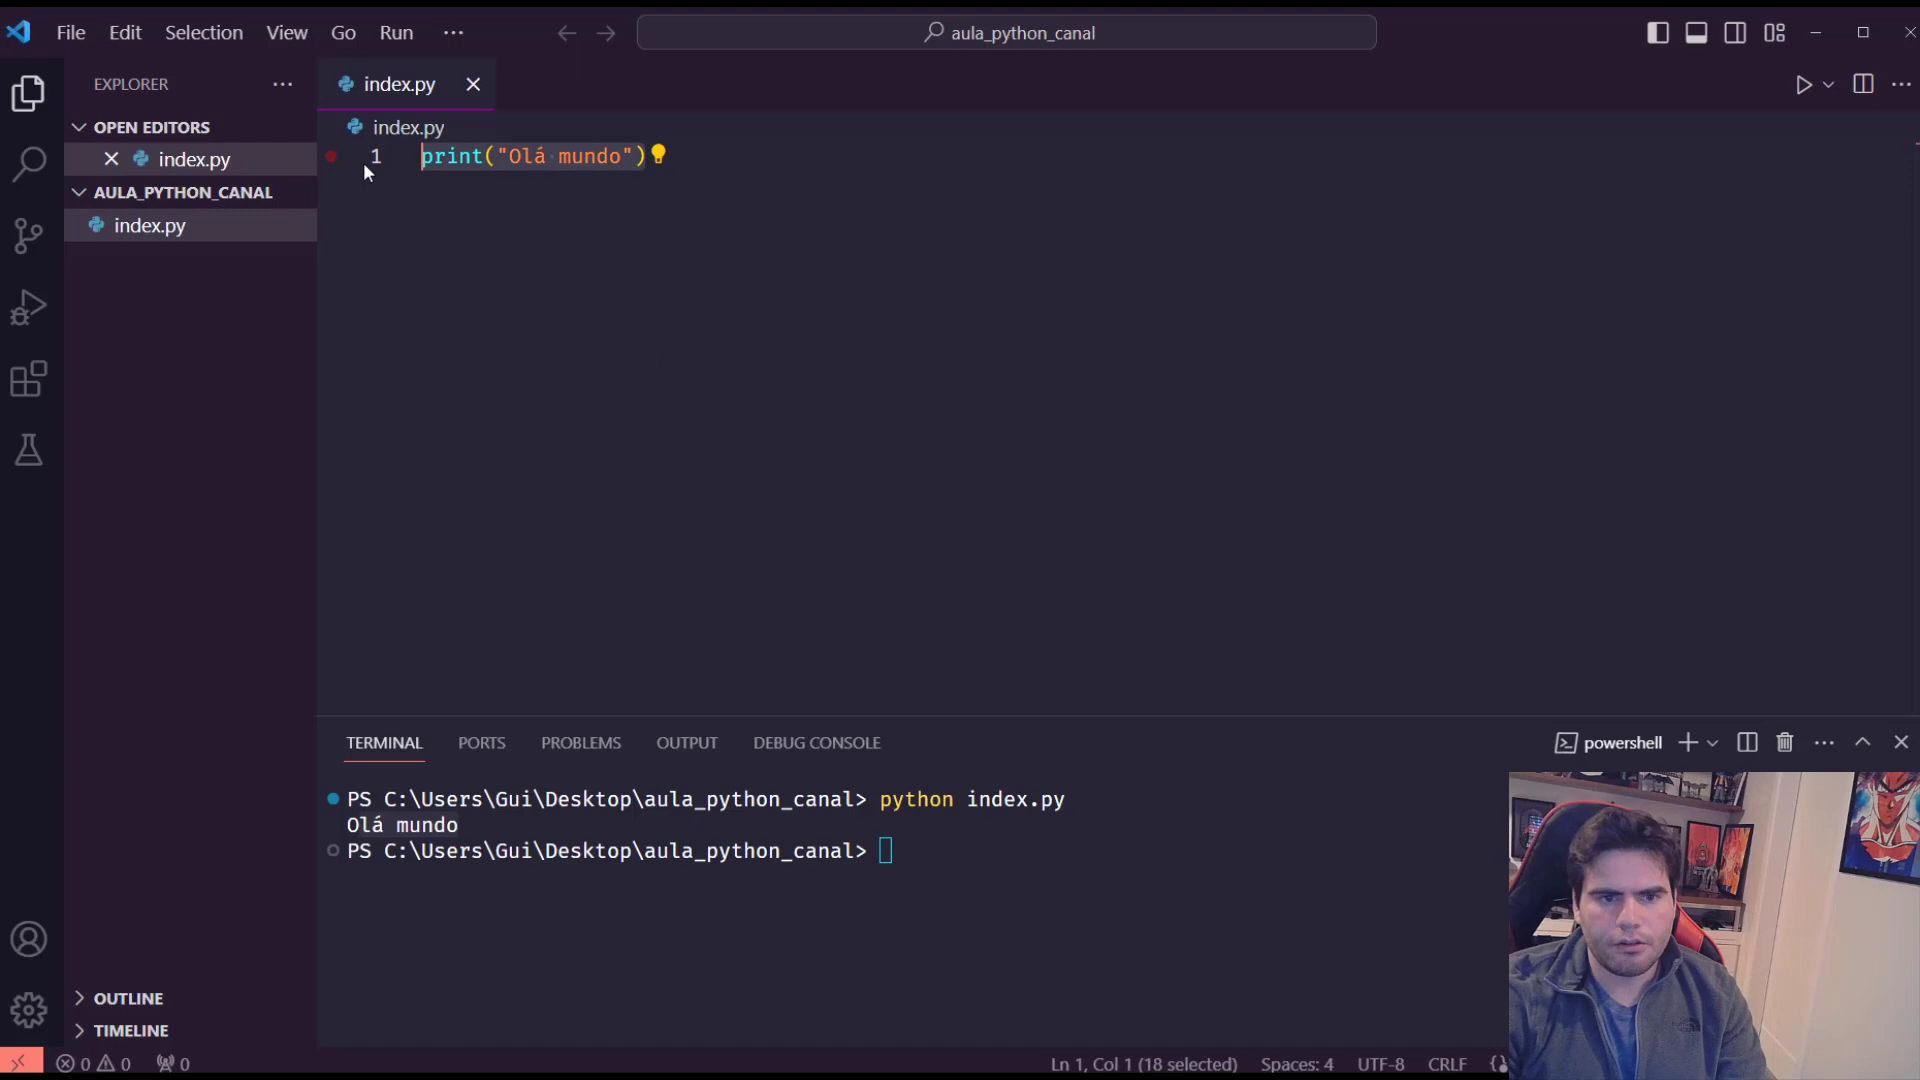 File Edit Selection View Go Run ···
aula_python_canal
EXPLORER ···
OPEN EDITORS
index.py
AULA_PYTHON_CANAL
index.py
OUTLINE
TIMELINE
index.py
index.py
1 print("Olá mundo")
TERMINAL PORTS PROBLEMS OUTPUT DEBUG CONSOLE
powershell
PS C:\Users\Gui\Desktop\aula_python_canal> python index.py
Olá mundo
PS C:\Users\Gui\Desktop\aula_python_canal>
0 0 0
Ln 1, Col 1 (18 selected) Spaces: 4 UTF-8 CRLF {